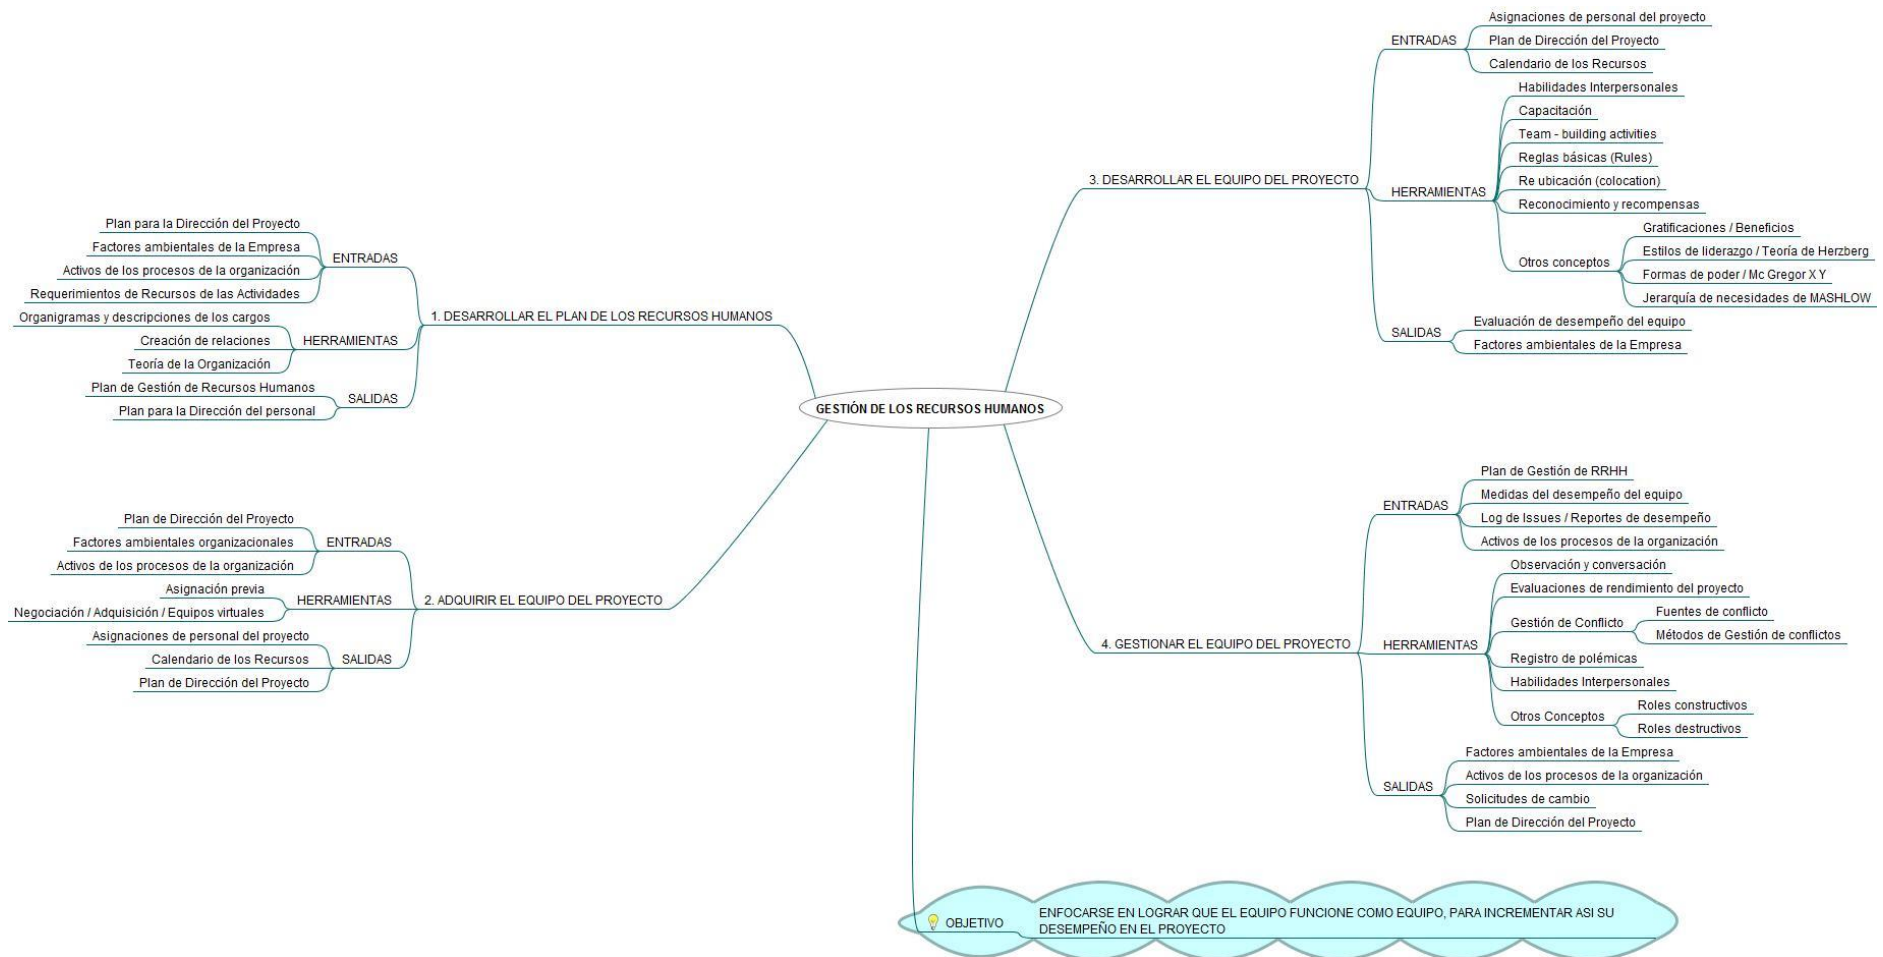 GESTIÓN DE LOS RECURSOS HUMANOS
1. DESARROLLAR EL PLAN DE LOS RECURSOS HUMANOS
ENTRADAS
Plan para la Dirección del Proyecto
Factores ambientales de la Empresa
Activos de los procesos de la organización
Requerimientos de Recursos de las Actividades
HERRAMIENTAS
Organigramas y descripciones de los cargos
Creación de relaciones
Teoría de la Organización
SALIDAS
Plan de Gestión de Recursos Humanos
Plan para la Dirección del personal
2. ADQUIRIR EL EQUIPO DEL PROYECTO
ENTRADAS
Plan de Dirección del Proyecto
Factores ambientales organizacionales
Activos de los procesos de la organización
HERRAMIENTAS
Asignación previa
Negociación / Adquisición / Equipos virtuales
SALIDAS
Asignaciones de personal del proyecto
Calendario de los Recursos
Plan de Dirección del Proyecto
3. DESARROLLAR EL EQUIPO DEL PROYECTO
ENTRADAS
Asignaciones de personal del proyecto
Plan de Dirección del Proyecto
Calendario de los Recursos
HERRAMIENTAS
Habilidades Interpersonales
Capacitación
Team - building activities
Reglas básicas (Rules)
Re ubicación (colocation)
Reconocimiento y recompensas
Otros conceptos
Gratificaciones / Beneficios
Estilos de liderazgo / Teoría de Herzberg
Formas de poder / Mc Gregor X Y
Jerarquía de necesidades de MASHLOW
SALIDAS
Evaluación de desempeño del equipo
Factores ambientales de la Empresa
4. GESTIONAR EL EQUIPO DEL PROYECTO
ENTRADAS
Plan de Gestión de RRHH
Medidas del desempeño del equipo
Log de Issues / Reportes de desempeño
Activos de los procesos de la organización
HERRAMIENTAS
Observación y conversación
Evaluaciones de rendimiento del proyecto
Gestión de Conflicto
Fuentes de conflicto
Métodos de Gestión de conflictos
Registro de polémicas
Habilidades Interpersonales
Otros Conceptos
Roles constructivos
Roles destructivos
SALIDAS
Factores ambientales de la Empresa
Activos de los procesos de la organización
Solicitudes de cambio
Plan de Dirección del Proyecto
OBJETIVO
ENFOCARSE EN LOGRAR QUE EL EQUIPO FUNCIONE COMO EQUIPO, PARA INCREMENTAR ASI SU
DESEMPEÑO EN EL PROYECTO